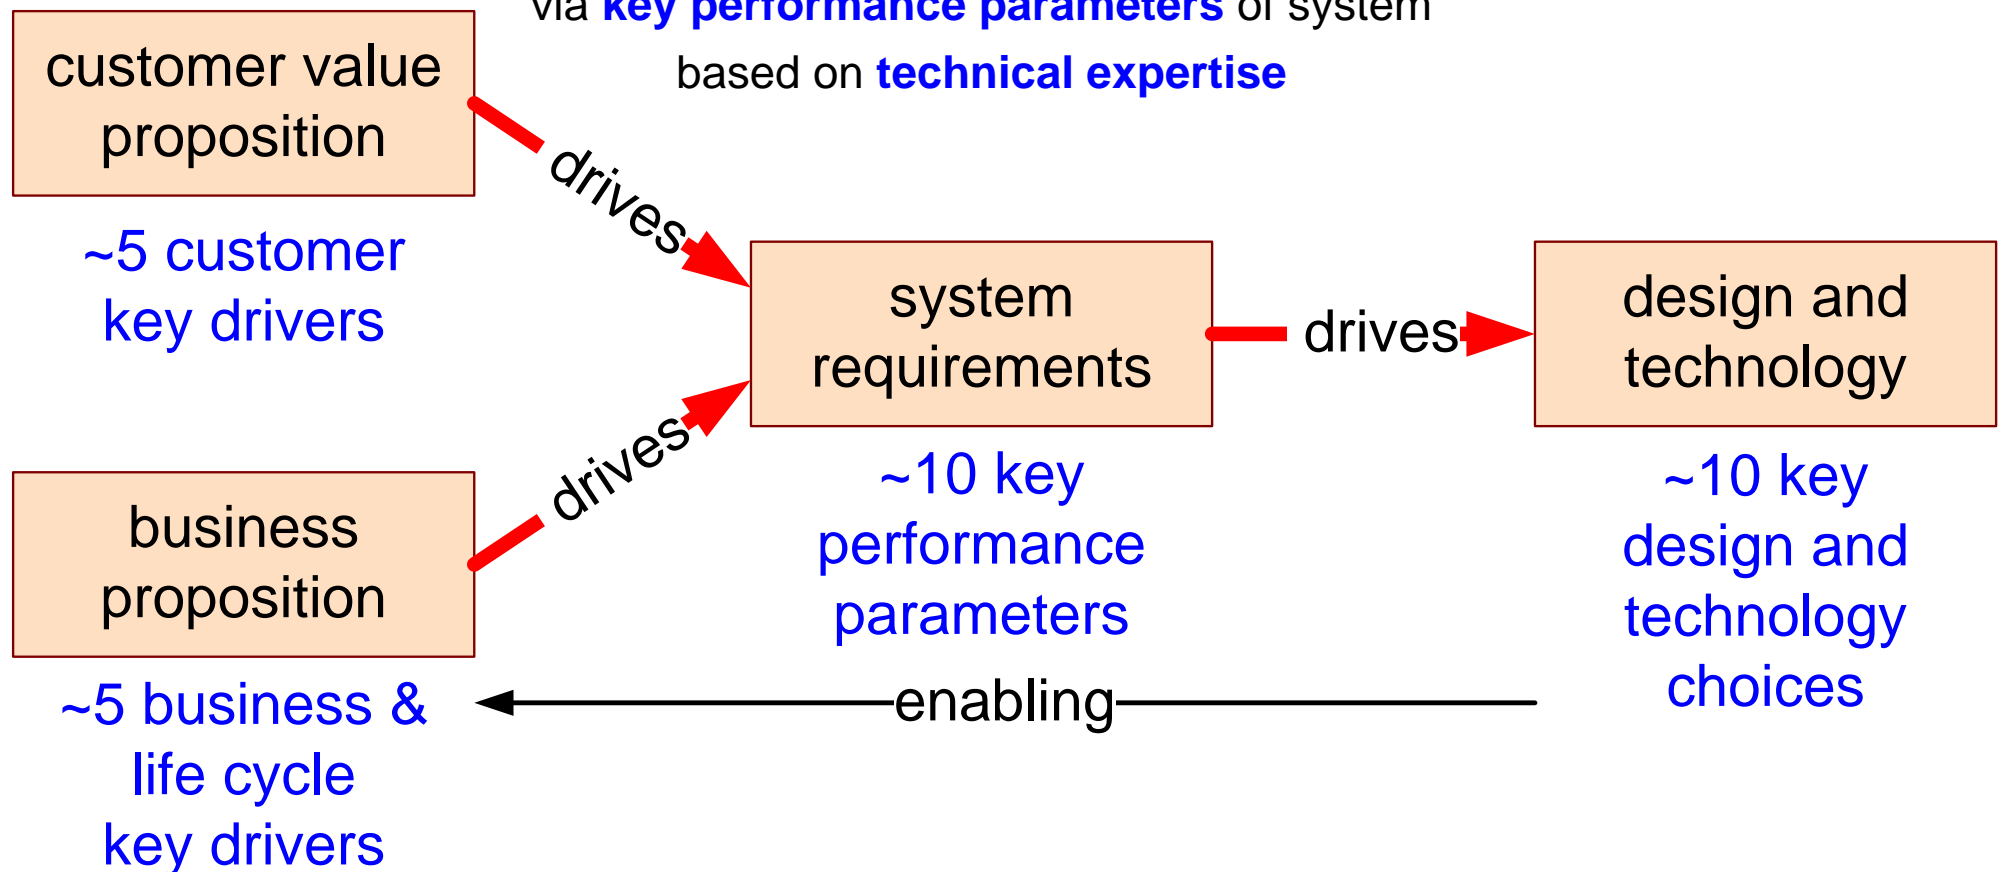 via key performance parameters of system
based on technical expertise
customer value
proposition
~5 customer
key drivers
drives
system
requirements
drives
design and
technology
~10 key
performance
parameters
~10 key
design and
technology
choices
drives
business
proposition
~5 business &
life cycle
key drivers
enabling